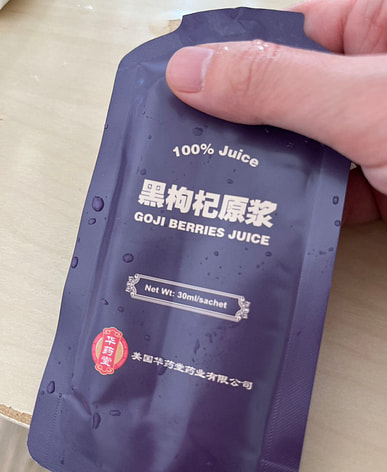 100% Juice
黑枸杞原浆
GOJI BERRIES JUICE
Net Wt: 30ml/sachet
华药堂
美国华药堂药业有限公司